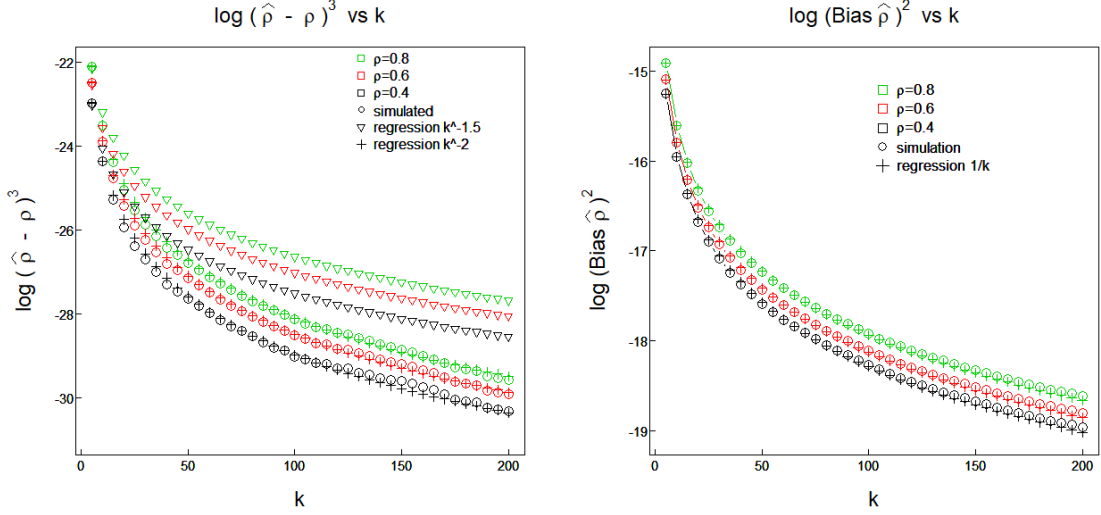 log ( ρ̂ - ρ )^3 vs k
log ( ρ̂ - ρ )^3
-22
-24
-26
-28
-30
ρ=0.8
ρ=0.6
ρ=0.4
simulated
regression k^-1.5
regression k^-2
0
50
100
150
200
k
log (Bias ρ̂ )^2 vs k
log (Bias ρ̂ )^2
-15
-16
-17
-18
-19
ρ=0.8
ρ=0.6
ρ=0.4
simulation
regression 1/k
0
50
100
150
200
k